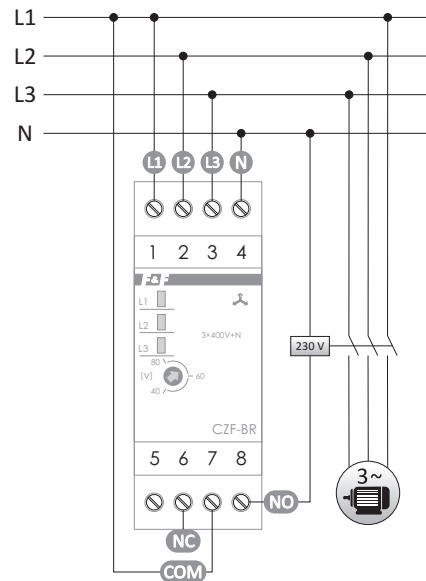 L1
L2
L3
N
L1 L2 L3 N
1 2 3 4
F&F
L1
L2
L3
3×400V+N
80
[V]
60
40
230 V
CZF-BR
5 6 7 8
NO
NC
COM
3~